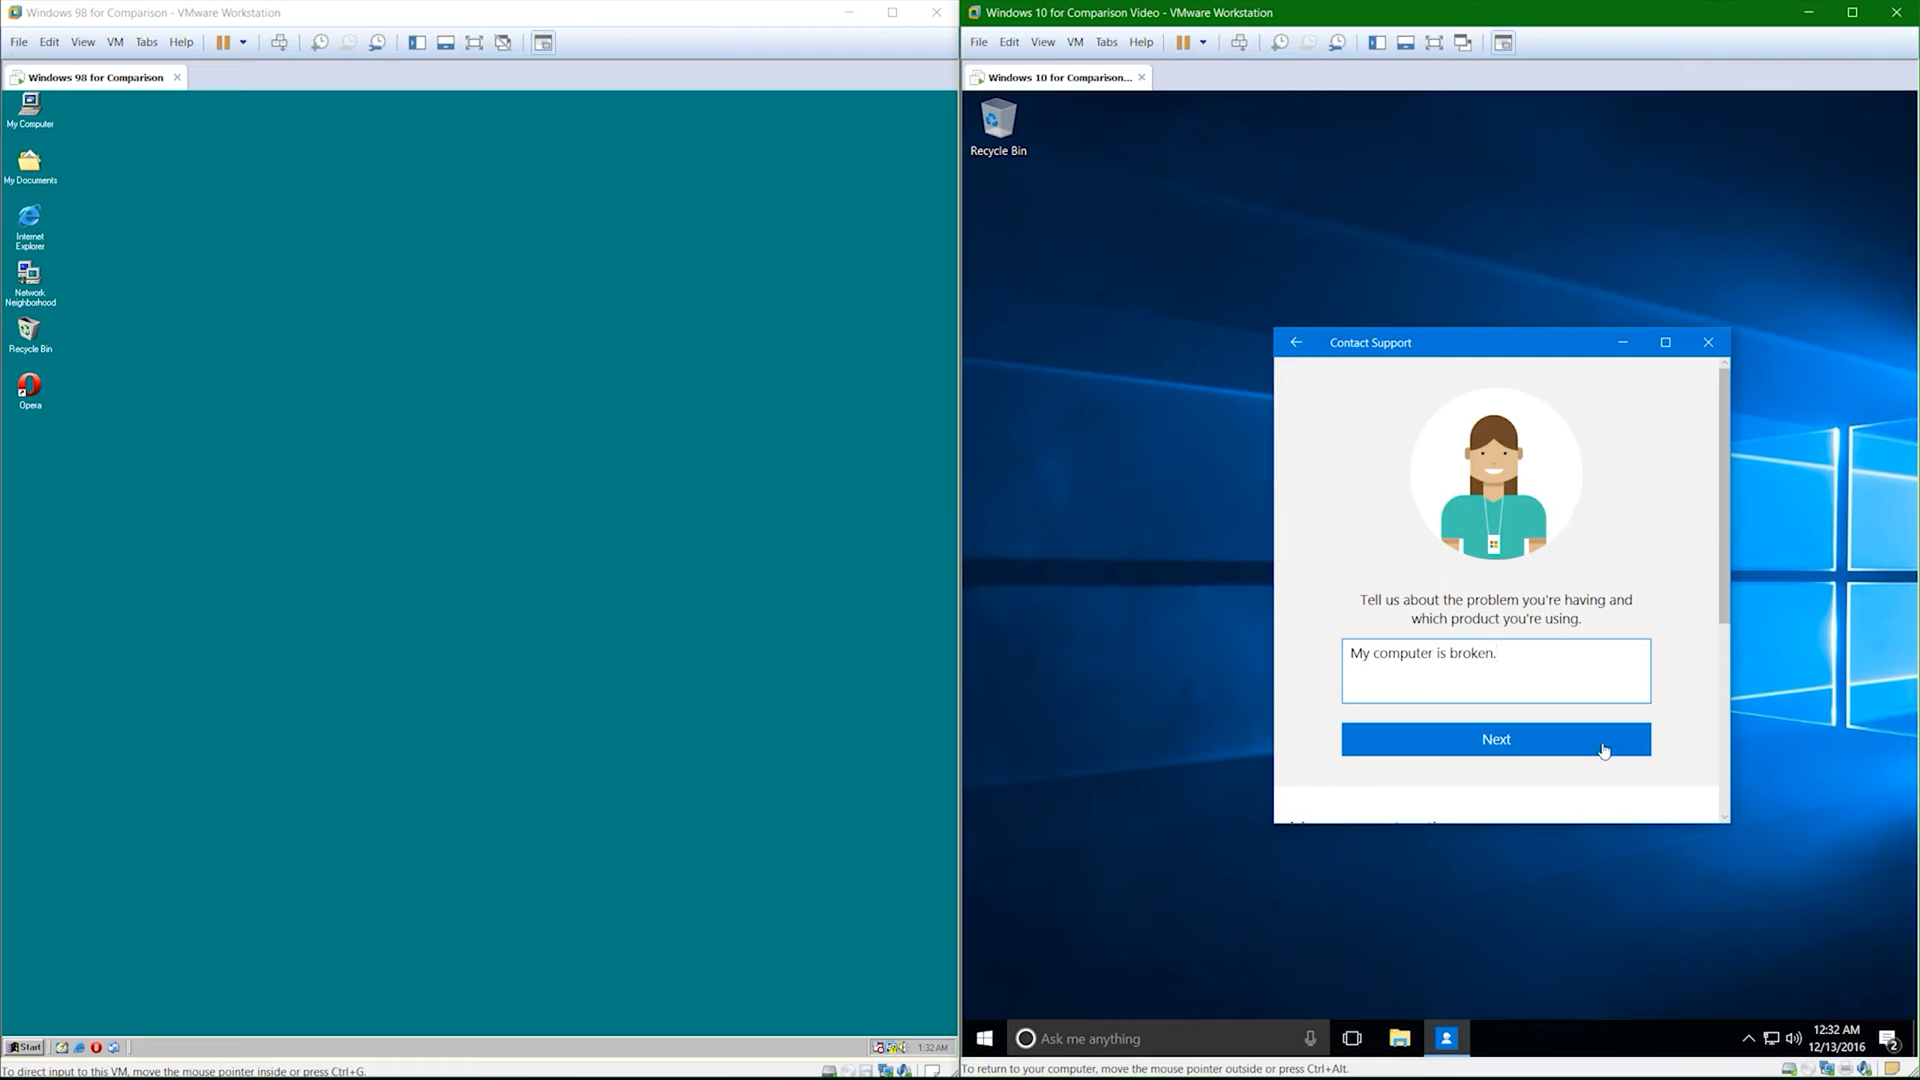 Windows 98 for Comparison - VMware Workstation
File Edit View VM Tabs Help
Windows 98 for Comparison
My Computer
My Documents
Internet
Explorer
Network
Neighborhood
Recycle Bin
Opera
Start
1:32 AM
To direct input to this VM, move the mouse pointer inside or press Ctrl+G.
Windows 10 for Comparison Video - VMware Workstation
File Edit View VM Tabs Help
Windows 10 for Comparison...
Recycle Bin
Contact Support
Tell us about the problem you're having and
which product you're using.
My computer is broken.
Next
Ask me anything
12:32 AM
12/13/2016
2
To return to your computer, move the mouse pointer outside or press Ctrl+Alt.